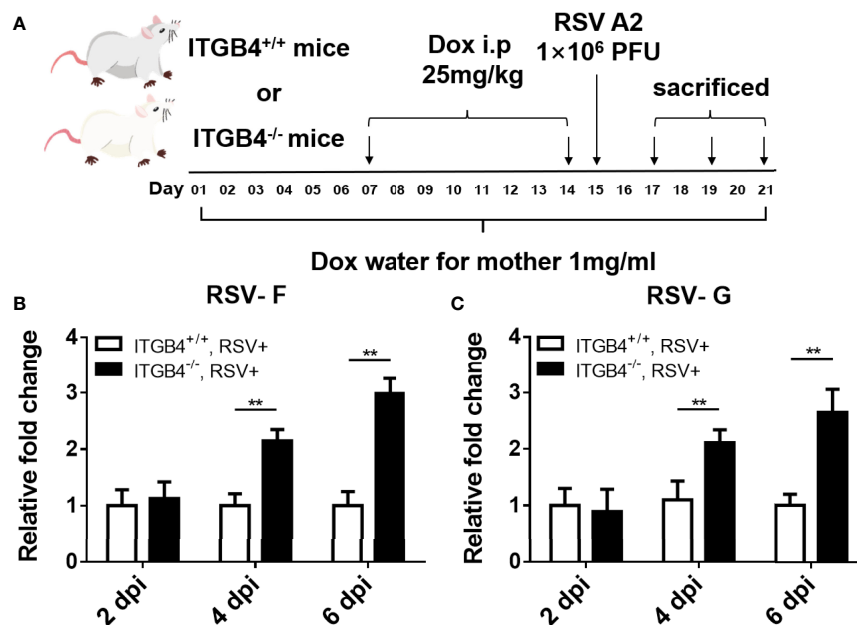 A
ITGB4+/+ mice
or
ITGB4-/- mice
Dox i.p
25mg/kg
RSV A2
1×10⁶ PFU
sacrificed
Day 01 02 03 04 05 06 07 08 09 10 11 12 13 14 15 16 17 18 19 20 21
Dox water for mother 1mg/ml
B
RSV- F
Relative fold change
4
3
2
1
0
ITGB4+/+, RSV+
ITGB4-/-, RSV+
**
**
2 dpi
4 dpi
6 dpi
C
RSV- G
Relative fold change
4
3
2
1
0
ITGB4+/+, RSV+
ITGB4-/-, RSV+
**
**
2 dpi
4 dpi
6 dpi